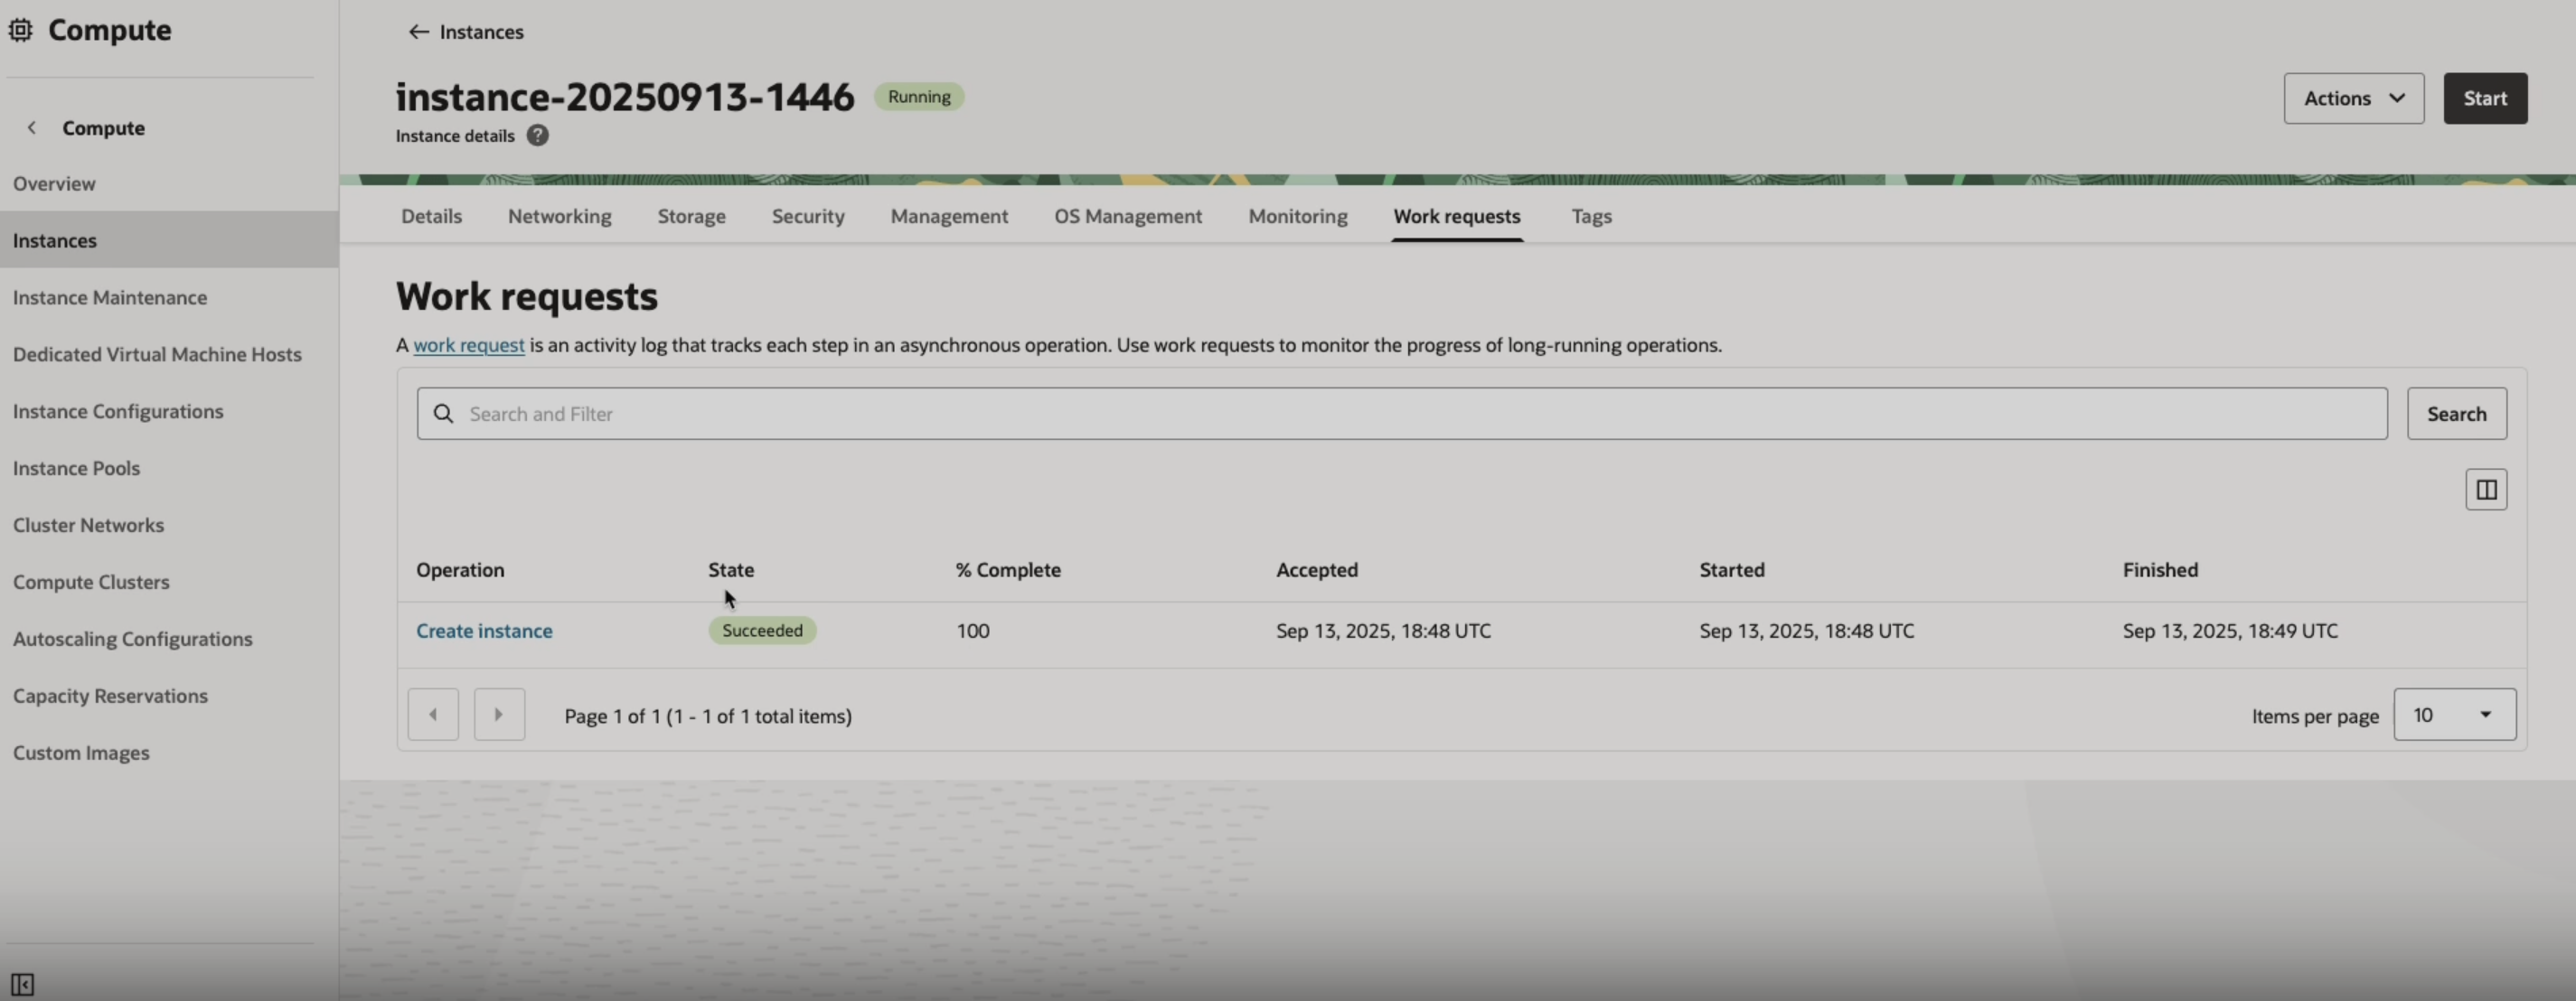 Compute
Compute
Overview
Instances
Instance Maintenance
Dedicated Virtual Machine Hosts
Instance Configurations
Instance Pools
Cluster Networks
Compute Clusters
Autoscaling Configurations
Capacity Reservations
Custom Images
Instances
instance-20250913-1446 Running
Instance details ?
Actions Start
Details Networking Storage Security Management OS Management Monitoring Work requests Tags
Work requests
A work request is an activity log that tracks each step in an asynchronous operation. Use work requests to monitor the progress of long-running operations.
Search and Filter Search
Operation State % Complete Accepted Started Finished
Create instance Succeeded 100 Sep 13, 2025, 18:48 UTC Sep 13, 2025, 18:48 UTC Sep 13, 2025, 18:49 UTC
Page 1 of 1 (1 - 1 of 1 total items) Items per page 10